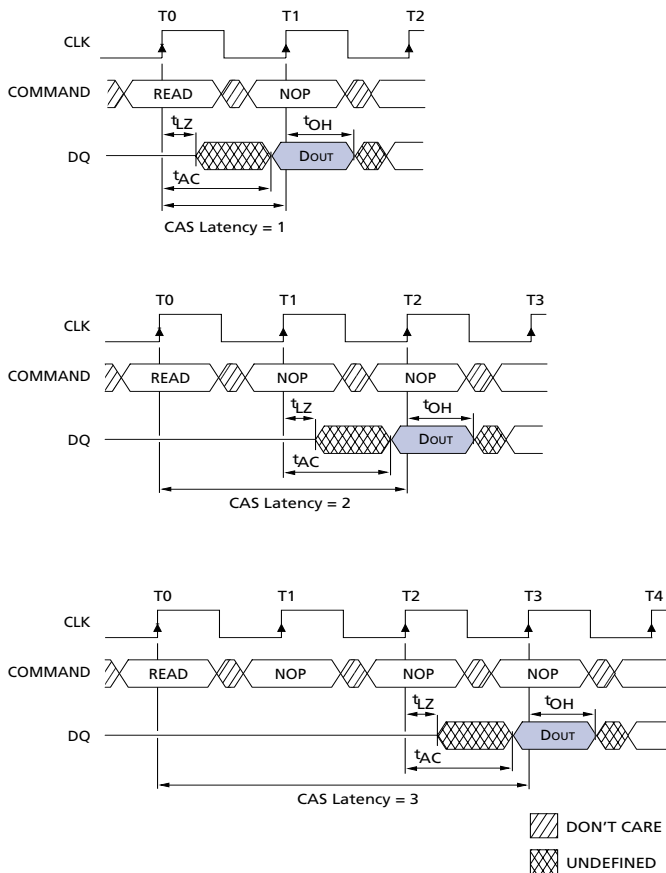 T0 T1 T2
CLK
COMMAND READ NOP
tLZ tOH
DQ DOUT
tAC
CAS Latency = 1
T0 T1 T2 T3
CLK
COMMAND READ NOP NOP
tLZ tOH
DQ DOUT
tAC
CAS Latency = 2
T0 T1 T2 T3 T4
CLK
COMMAND READ NOP NOP NOP
tLZ tOH
DQ DOUT
tAC
CAS Latency = 3
DON'T CARE
UNDEFINED